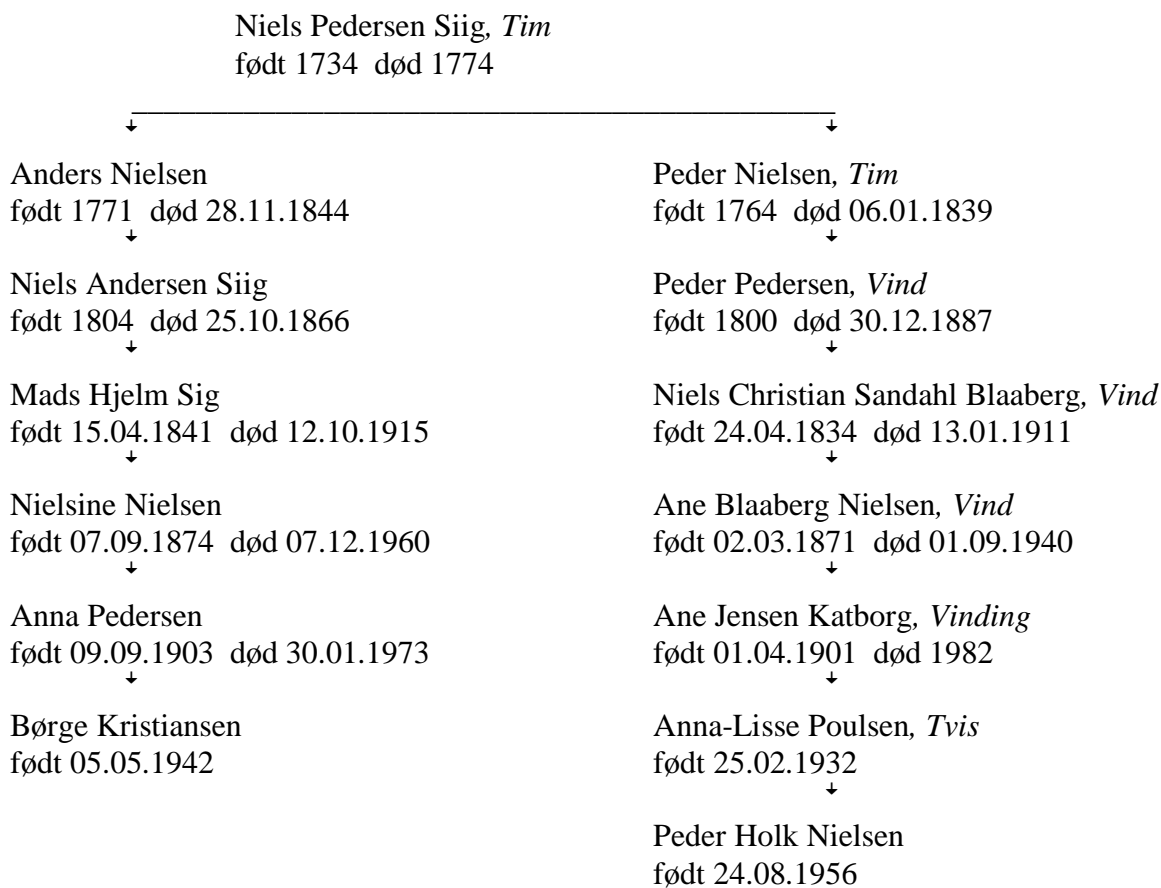 Niels Pedersen Siig, Tim
født 1734 død 1774
Anders Nielsen
født 1771 død 28.11.1844
Niels Andersen Siig
født 1804 død 25.10.1866
Mads Hjelm Sig
født 15.04.1841 død 12.10.1915
Nielsine Nielsen
født 07.09.1874 død 07.12.1960
Anna Pedersen
født 09.09.1903 død 30.01.1973
Børge Kristiansen
født 05.05.1942
Peder Nielsen, Tim
født 1764 død 06.01.1839
Peder Pedersen, Vind
født 1800 død 30.12.1887
Niels Christian Sandahl Blaaberg, Vind
født 24.04.1834 død 13.01.1911
Ane Blaaberg Nielsen, Vind
født 02.03.1871 død 01.09.1940
Ane Jensen Katborg, Vinding
født 01.04.1901 død 1982
Anna-Lisse Poulsen, Tvis
født 25.02.1932
Peder Holk Nielsen
født 24.08.1956